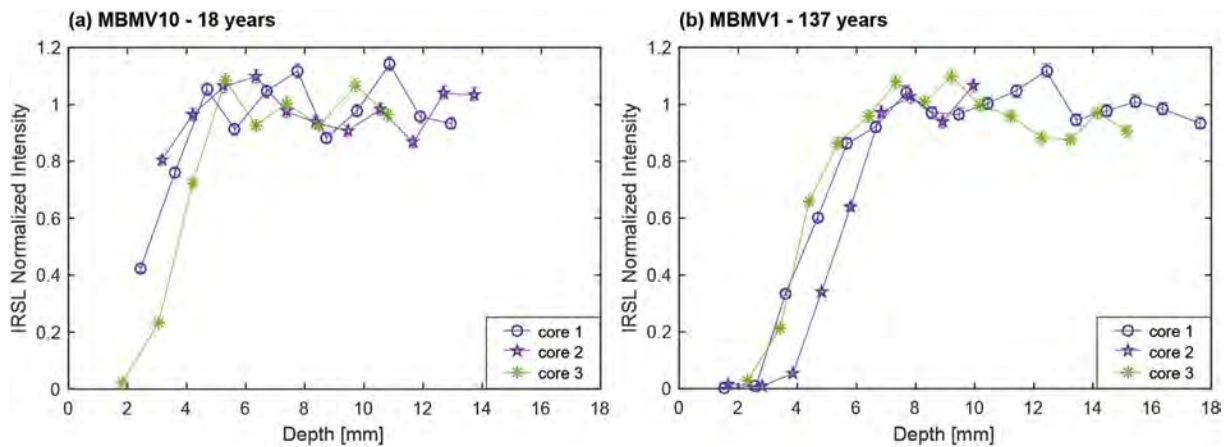 (a) MBMV10 - 18 years
IRSL Normalized Intensity
1.2
1
0.8
0.6
0.4
0.2
0
0 2 4 6 8 10 12 14 16 18
Depth [mm]
core 1
core 2
core 3
(b) MBMV1 - 137 years
IRSL Normalized Intensity
1.2
1
0.8
0.6
0.4
0.2
0
0 2 4 6 8 10 12 14 16 18
Depth [mm]
core 1
core 2
core 3